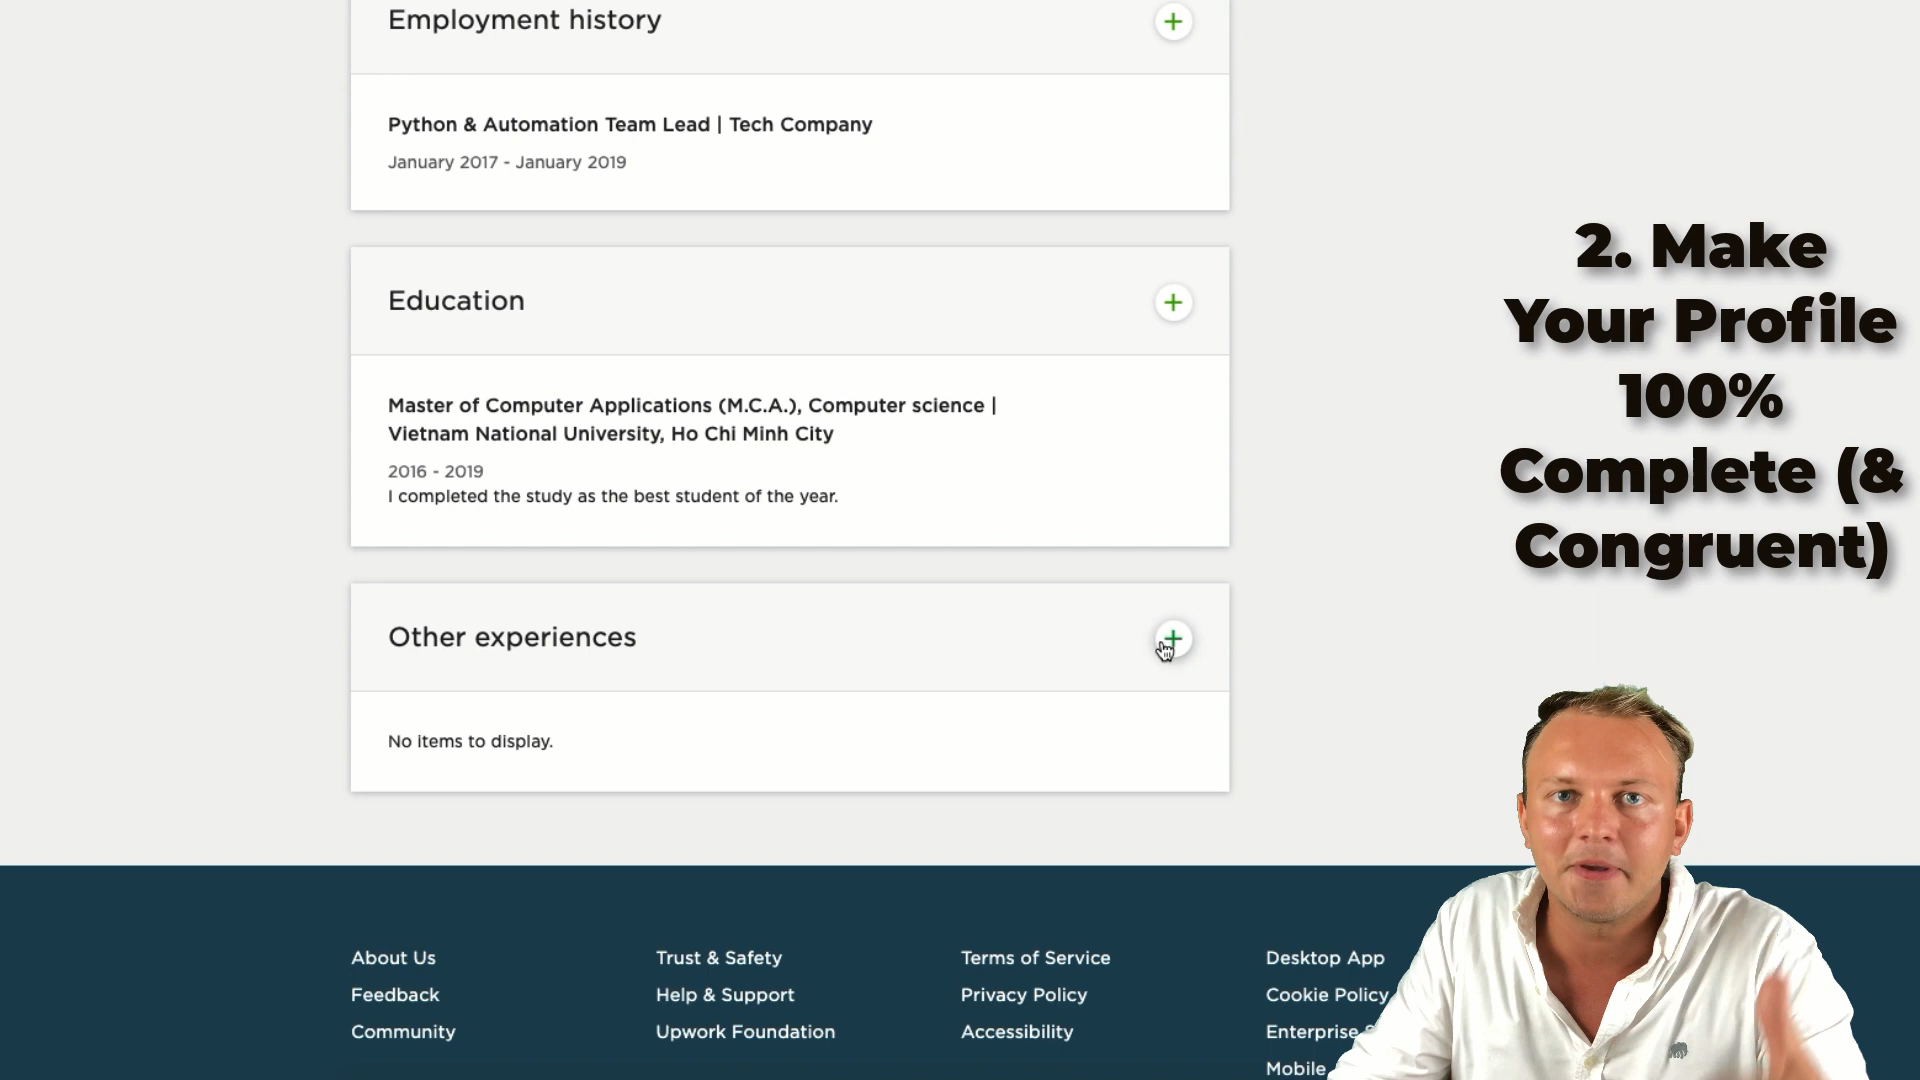 Employment history
Python & Automation Team Lead | Tech Company
January 2017 - January 2019
Education
Master of Computer Applications (M.C.A.), Computer science |
Vietnam National University, Ho Chi Minh City
2016 - 2019
I completed the study as the best student of the year.
Other experiences
No items to display.
2. Make
Your Profile
100%
Complete (&
Congruent)
About Us
Feedback
Community
Trust & Safety
Help & Support
Upwork Foundation
Terms of Service
Privacy Policy
Accessibility
Desktop App
Cookie Policy
Enterprise
Mobile